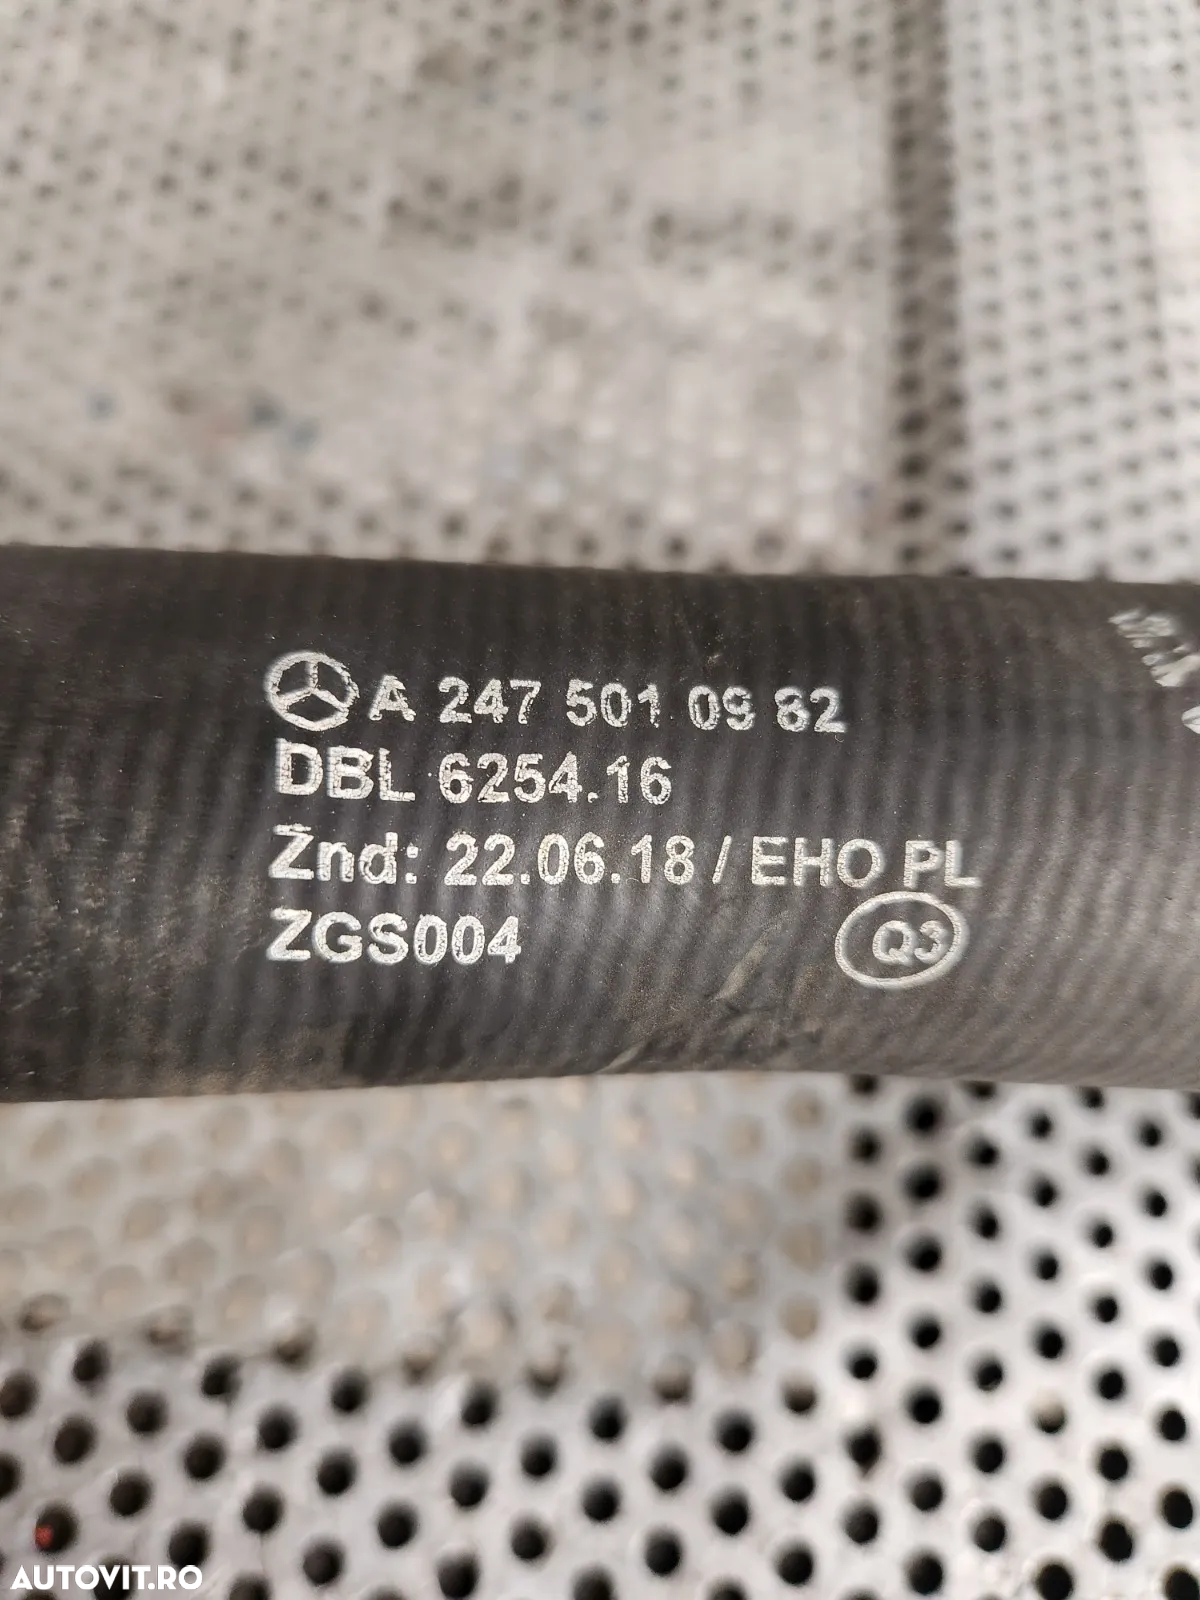 A 247 501 09 82
DBL 6254.16
Znd: 22.06.18 / EHO PL
ZGS004
Q3
AUTOVIT.RO